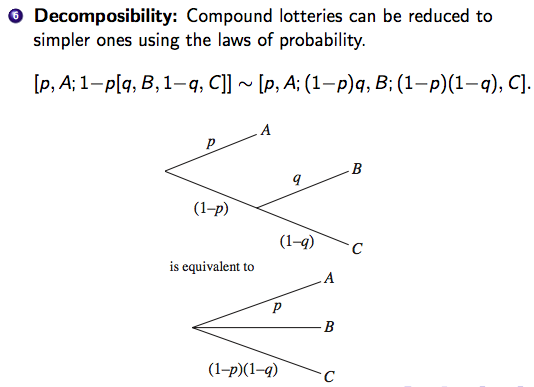 6 Decomposibility: Compound lotteries can be reduced to
simpler ones using the laws of probability.
[p, A; 1−p[q, B, 1−q, C]] ∼ [p, A; (1−p)q, B; (1−p)(1−q), C].
A
p
B
q
(1–p)
(1–q)
C
is equivalent to
A
p
B
(1–p)(1–q)
C